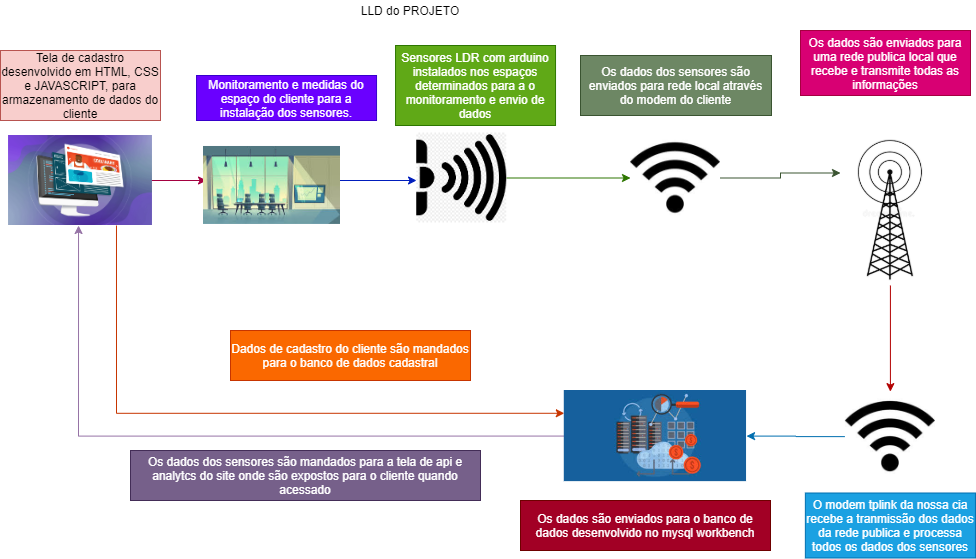 LLD do PROJETO
Tela de cadastro
desenvolvido em HTML, CSS
e JAVASCRIPT, para
armazenamento de dados do
cliente
Monitoramento e medidas do
espaço do cliente para a
instalação dos sensores.
Sensores LDR com arduino
instalados nos espaços
determinados para a o
monitoramento e envio de
dados
Os dados dos sensores são
enviados para rede local através
do modem do cliente
Os dados são enviados para
uma rede publica local que
recebe e transmite todas as
informações
Dados de cadastro do cliente são mandados
para o banco de dados cadastral
Os dados dos sensores são mandados para a tela de api e
analytcs do site onde são expostos para o cliente quando
acessado
Os dados são enviados para o banco de
dados desenvolvido no mysql workbench
O modem tplink da nossa cia
recebe a tranmissão dos dados
da rede publica e processa
todos os dados dos sensores